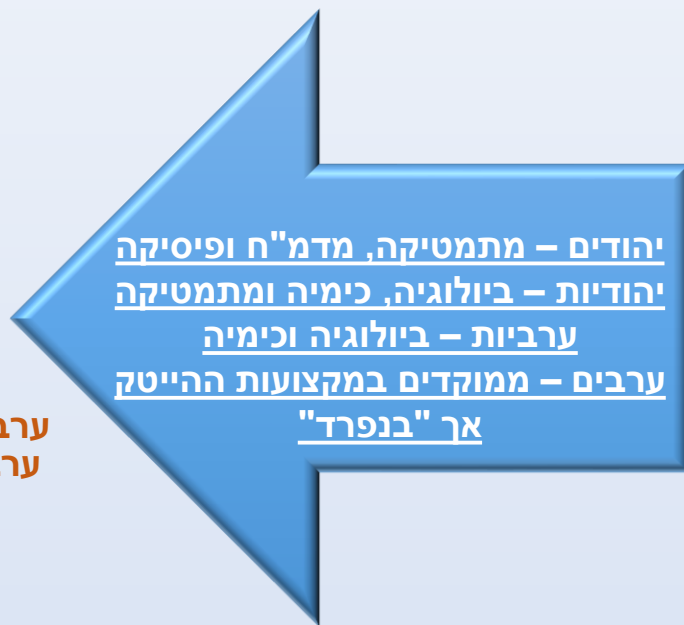 יהודים – מתמטיקה, מדמ"ח ופיסיקה
יהודיות – ביולוגיה, כימיה ומתמטיקה
ערביות – ביולוגיה וכימיה
ערבים – ממוקדים במקצועות ההייטק
אך "בנפרד"